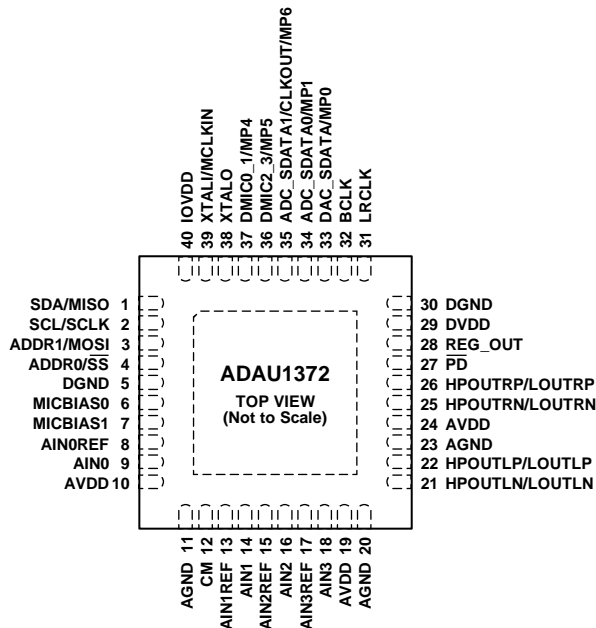 40 IOVDD
39 XTALI/MCLKIN
38 XTALO
37 DMIC0_1/MP4
36 DMIC2_3/MP5
35 ADC_SDATA1/CLKOUT/MP6
34 ADC_SDATA0/MP1
33 DAC_SDATA/MP0
32 BCLK
31 LRCLK
SDA/MISO 1
SCL/SCLK 2
ADDR1/MOSI 3
ADDR0/SS 4
DGND 5
MICBIAS0 6
MICBIAS1 7
AIN0REF 8
AIN0 9
AVDD 10
ADAU1372
TOP VIEW
(Not to Scale)
30 DGND
29 DVDD
28 REG_OUT
27 PD
26 HPOUTRP/LOUTRP
25 HPOUTRN/LOUTRN
24 AVDD
23 AGND
22 HPOUTLP/LOUTLP
21 HPOUTLN/LOUTLN
AGND 11
CM 12
AIN1REF 13
AIN1 14
AIN2REF 15
AIN2 16
AIN3REF 17
AIN3 18
AVDD 19
AGND 20